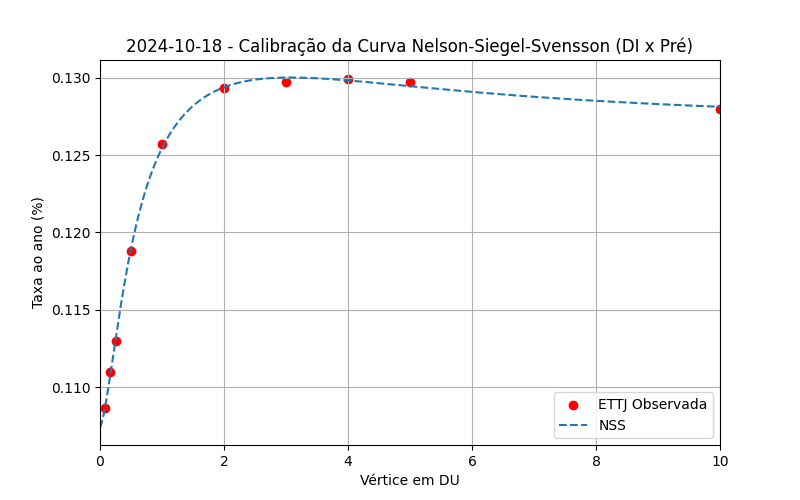 2024-10-18 - Calibração da Curva Nelson-Siegel-Svensson (DI x Pré)
Taxa ao ano (%)
0.130
0.125
0.120
0.115
0.110
ETTJ Observada
NSS
0 2 4 6 8 10
Vértice em DU